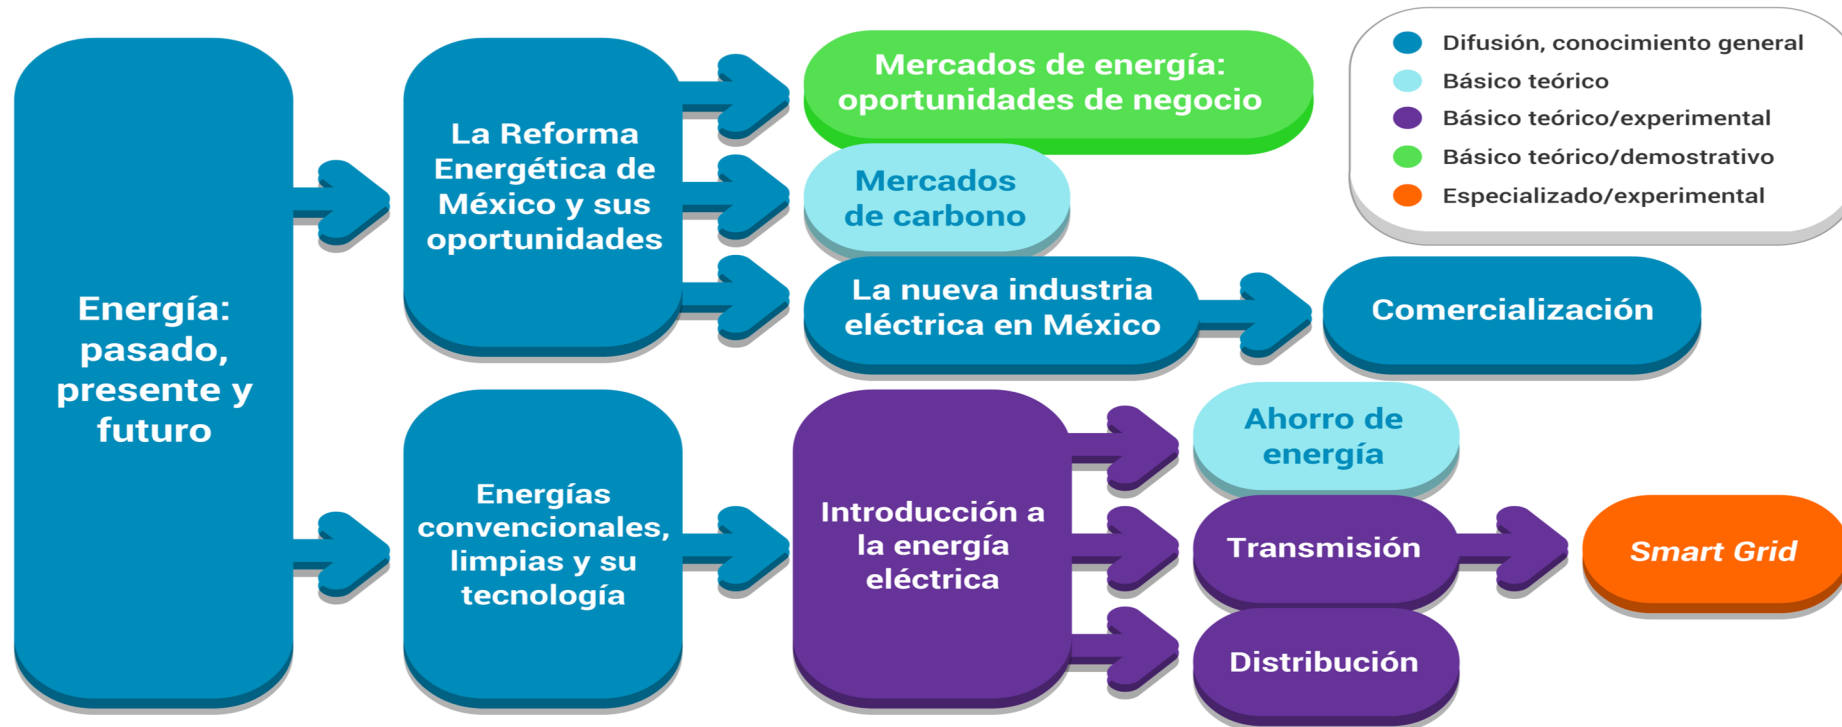 Energía:
pasado,
presente y
futuro
La Reforma
Energética de
México y sus
oportunidades
Mercados de energía:
oportunidades de negocio
Mercados
de carbono
La nueva industria
eléctrica en México
Comercialización
Energías
convencionales,
limpias y su
tecnología
Introducción a
la energía
eléctrica
Ahorro de
energía
Transmisión
Smart Grid
Distribución
Difusión, conocimiento general
Básico teórico
Básico teórico/experimental
Básico teórico/demostrativo
Especializado/experimental